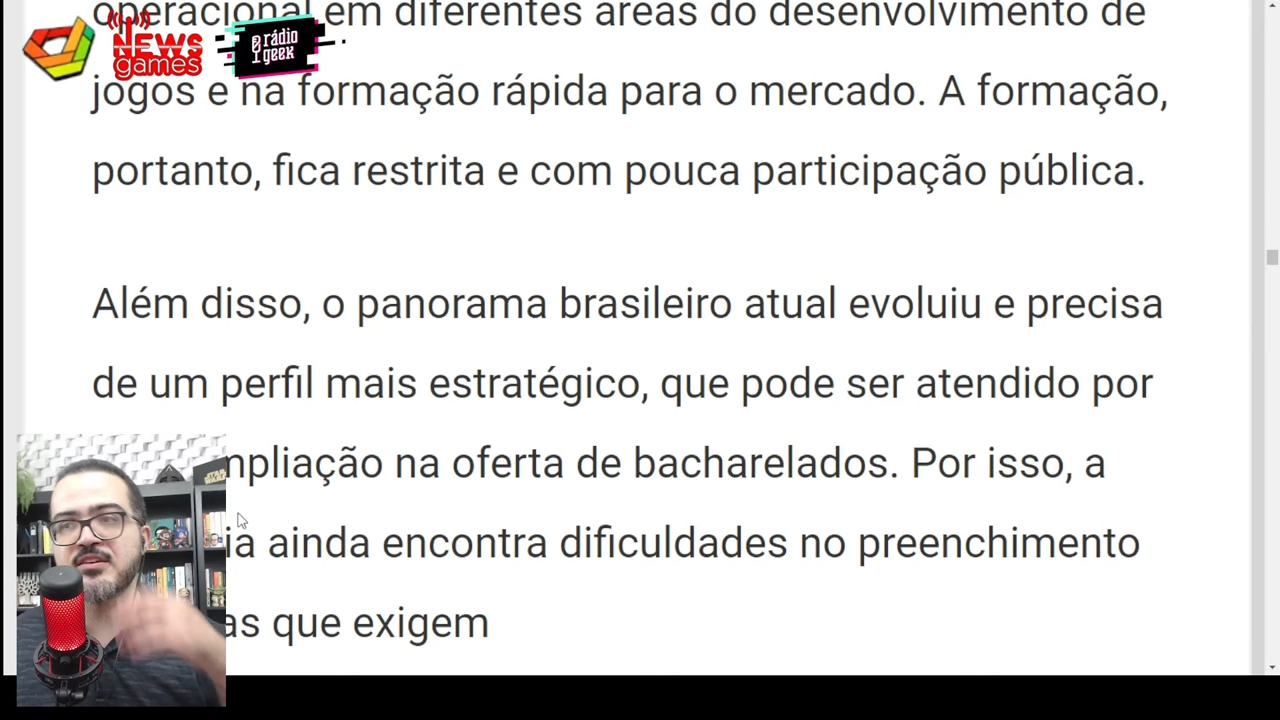 operacional em diferentes áreas do desenvolvimento de
NEWS
games
rádio
geek
jogos e na formação rápida para o mercado. A formação,
portanto, fica restrita e com pouca participação pública.
Além disso, o panorama brasileiro atual evoluiu e precisa
de um perfil mais estratégico, que pode ser atendido por
mpliação na oferta de bacharelados. Por isso, a
STAR
WARS
ia ainda encontra dificuldades no preenchimento
as que exigem